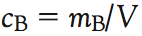 c_B = m_B/V